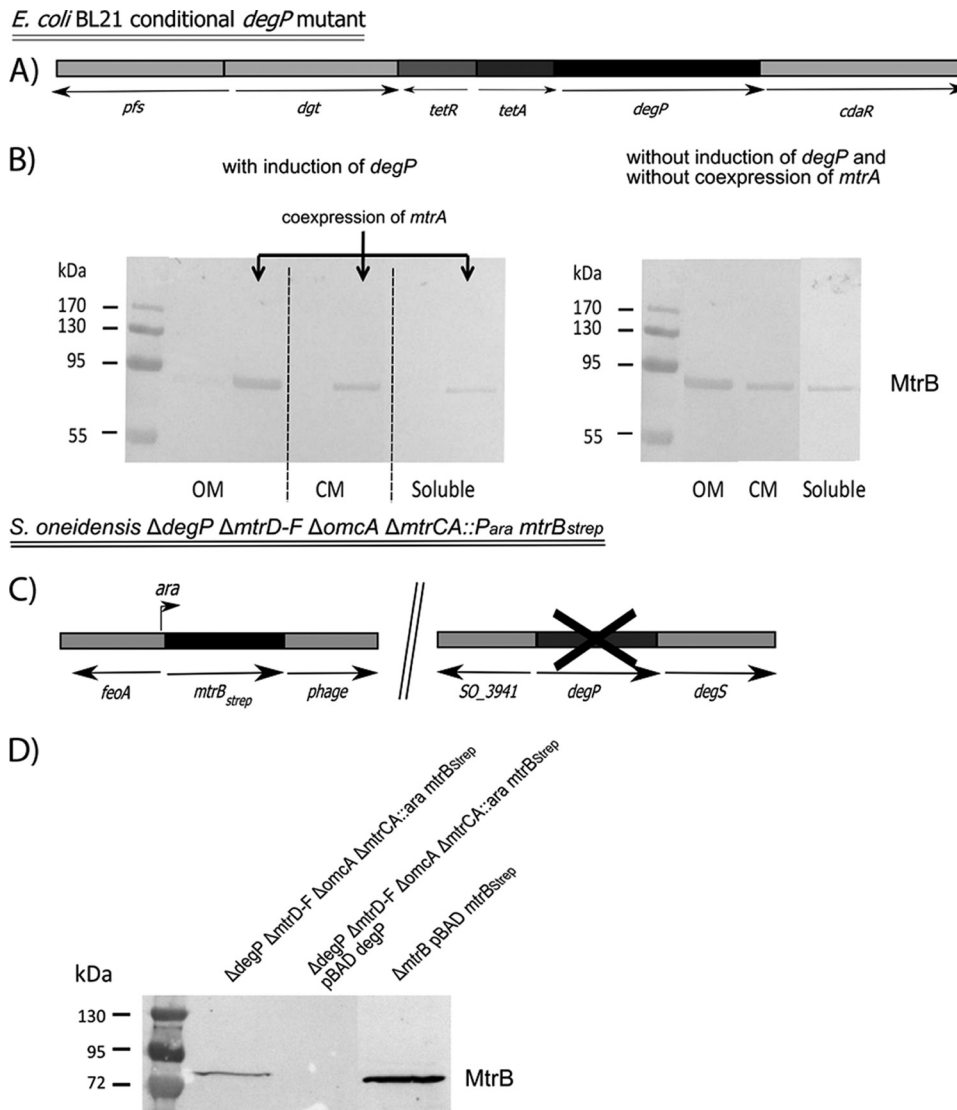 E. coli BL21 conditional degP mutant
A)
pfs dgt tetR tetA degP cdaR
B)
with induction of degP
without induction of degP and
without coexpression of mtrA
coexpression of mtrA
kDa
170
130
95
55
OM CM Soluble
kDa
170
130
95
55
MtrB
OM CM Soluble
S. oneidensis ΔdegP ΔmtrD-F ΔomcA ΔmtrCA::Para mtrBstrep
C)
ara
feoA mtrBstrep phage
SO_3941 degP degS
D)
ΔdegP ΔmtrD-F ΔomcA ΔmtrCA::ara mtrBStrep
ΔdegP ΔmtrD-F ΔomcA ΔmtrCA::ara mtrBStrep
pBAD degP
ΔmtrB pBAD mtrBStrep
kDa
130
95
72
MtrB